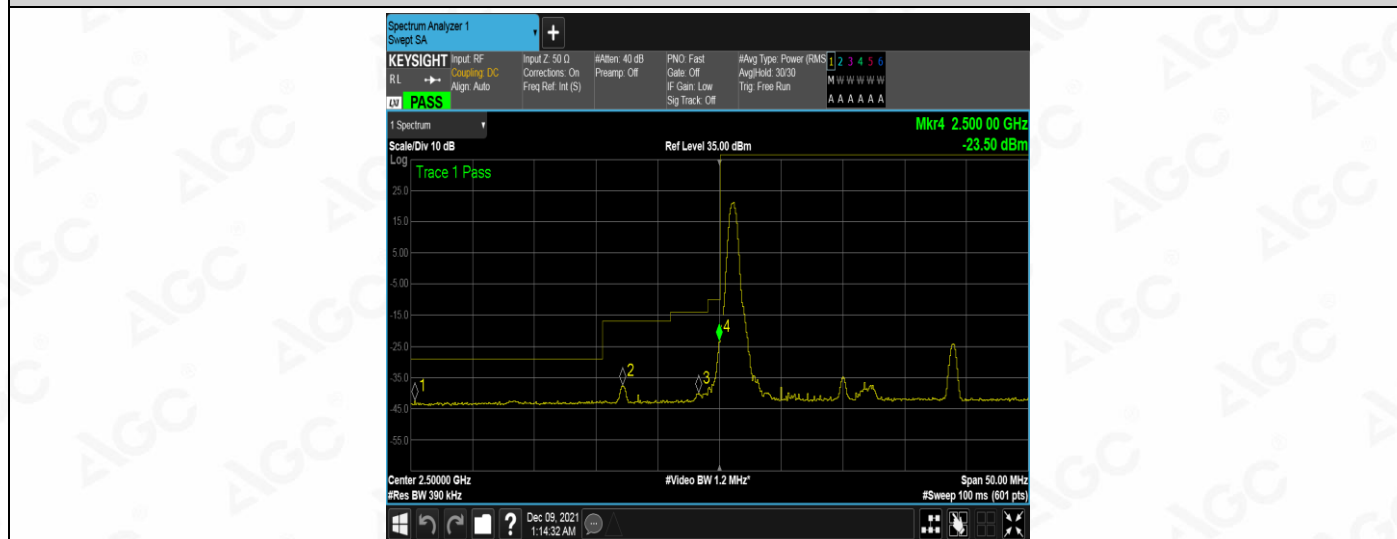 Spectrum Analyzer 1
Swept SA
+
KEYSIGHT Input: RF Input Z: 50 Ω #Atten: 40 dB PNO: Fast #Avg Type: Power (RMS 1 2 3 4 5 6
RL Coupling: DC Corrections: On Preamp: Off Gate: Off Avg|Hold: 30/30 M W W W W W
Align: Auto Freq Ref: Int (S) IF Gain: Low Trig: Free Run
LXI PASS Sig Track: Off A A A A A A
1 Spectrum Mkr4 2.500 00 GHz
Scale/Div 10 dB Ref Level 35.00 dBm -23.50 dBm
Log
Trace 1 Pass
25.0
15.0
5.00
-5.00
-15.0
4
-25.0
2
-35.0
1 3
-45.0
-55.0
Center 2.50000 GHz #Video BW 1.2 MHz* Span 50.00 MHz
#Res BW 390 kHz #Sweep 100 ms (601 pts)
? Dec 09, 2021
1:14:32 AM
AGC